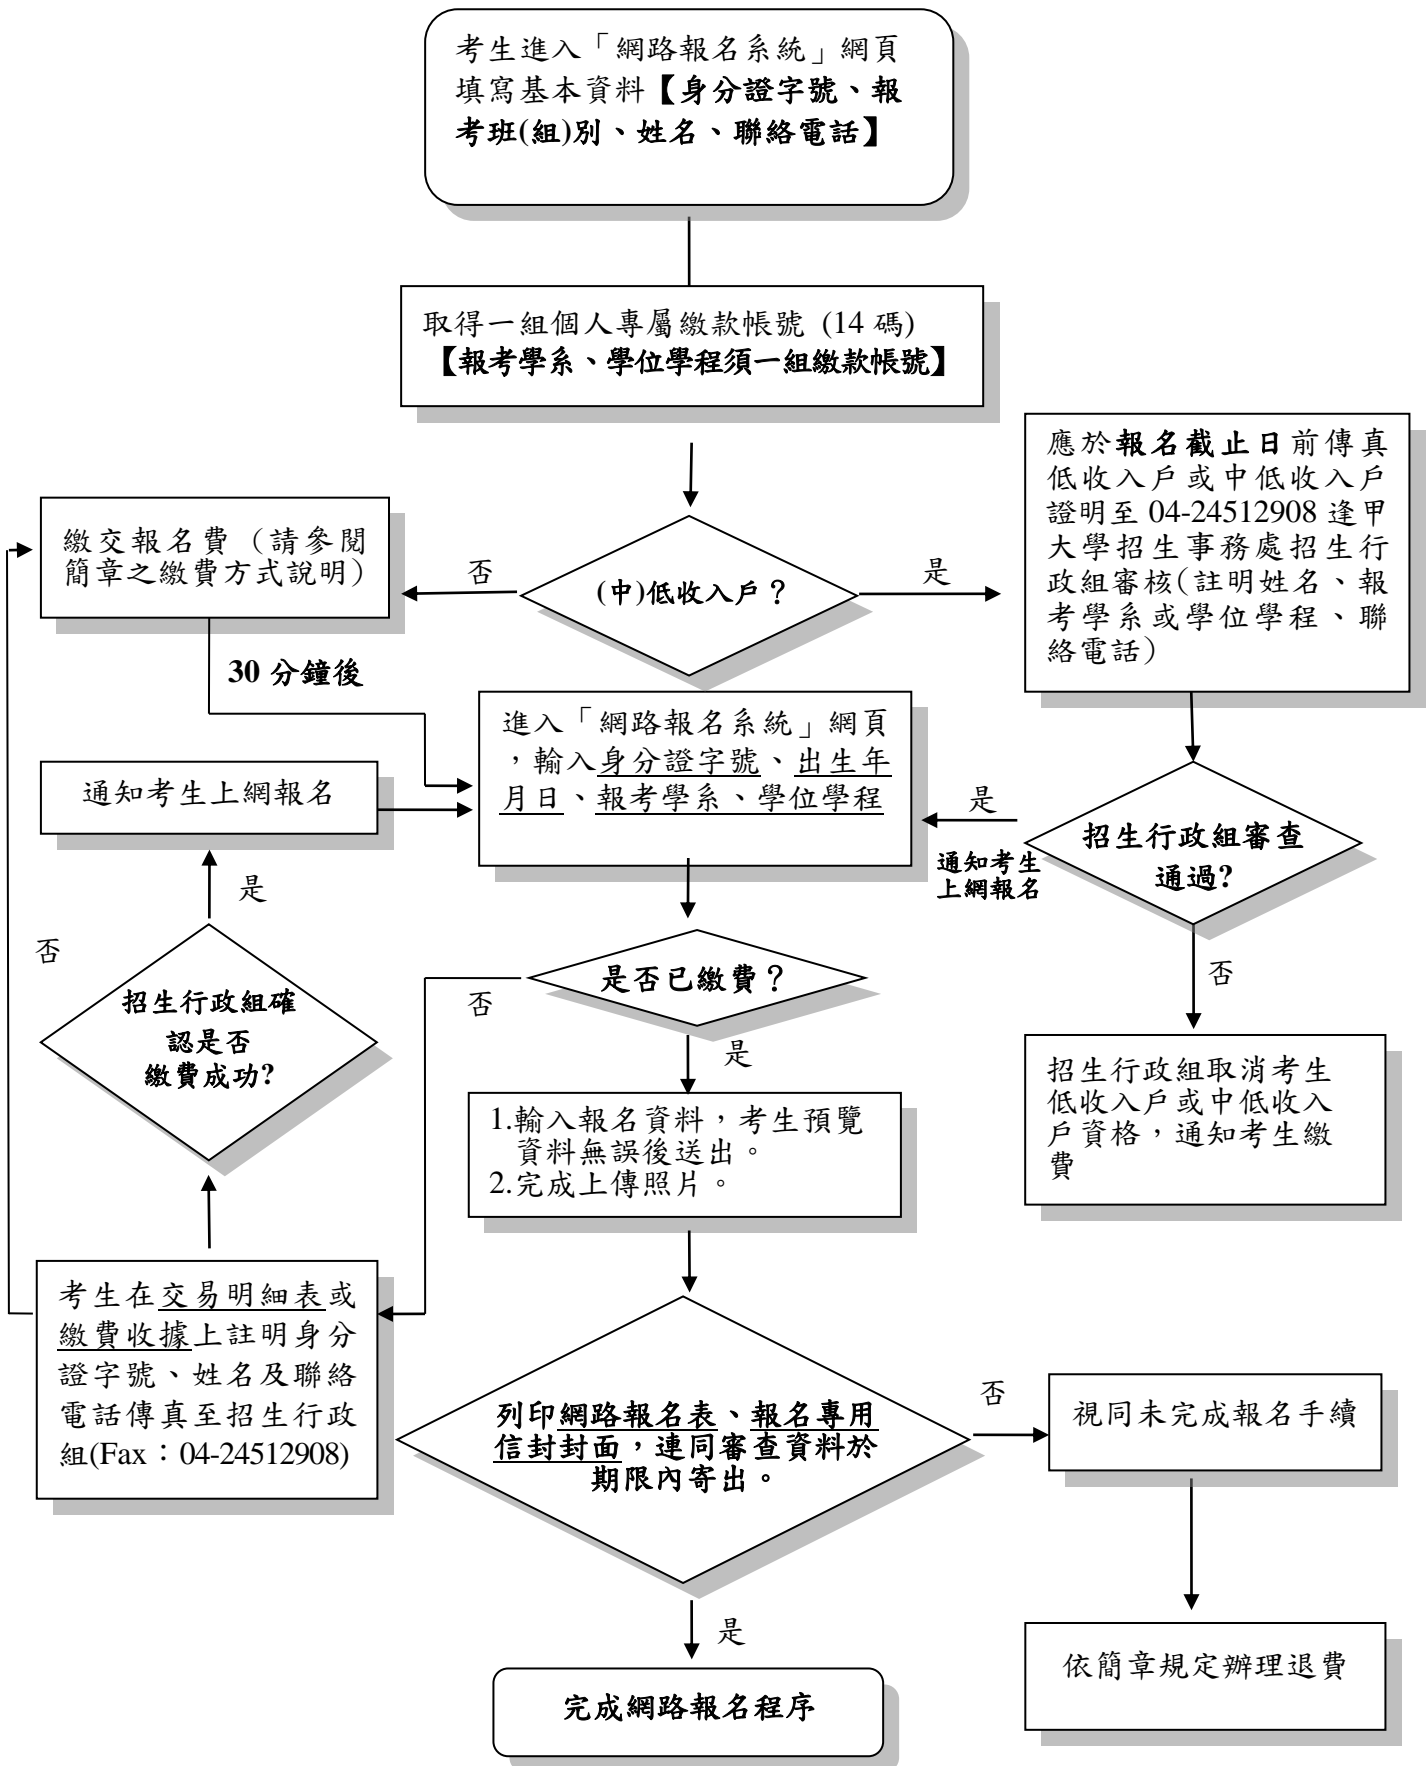 考生進入「網路報名系統」網頁
填寫基本資料【身分證字號、報
考班(組)別、姓名、聯絡電話】
取得一組個人專屬繳款帳號 (14 碼)
【報考學系、學位學程須一組繳款帳號】
應於報名截止日前傳真
低收入戶或中低收入戶
證明至 04-24512908 逢甲
大學招生事務處招生行
政組審核(註明姓名、報
考學系或學位學程、聯
絡電話)
繳交報名費（請參閱
簡章之繳費方式說明）
否
(中)低收入戶？
是
30 分鐘後
進入「網路報名系統」網頁
，輸入身分證字號、出生年
月日、報考學系、學位學程
通知考生上網報名
是
通知考生
上網報名
招生行政組審查
通過?
是
否
招生行政組確
認是否
繳費成功?
否
是否已繳費？
是
否
招生行政組取消考生
低收入戶或中低收入
戶資格，通知考生繳
費
1.輸入報名資料，考生預覽
資料無誤後送出。
2.完成上傳照片。
考生在交易明細表或
繳費收據上註明身分
證字號、姓名及聯絡
電話傳真至招生行政
組(Fax：04-24512908)
列印網路報名表、報名專用
信封封面，連同審查資料於
期限內寄出。
否
視同未完成報名手續
是
依簡章規定辦理退費
完成網路報名程序